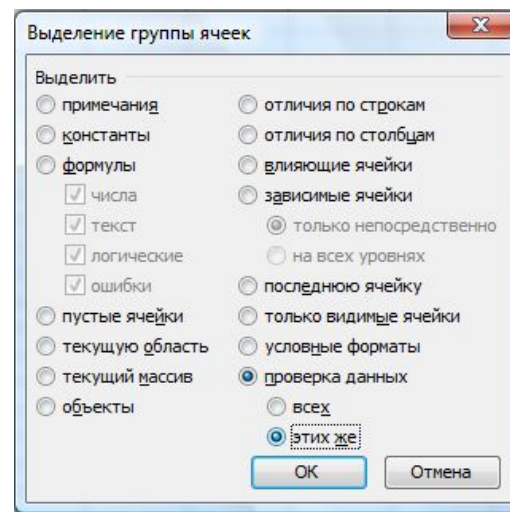 Выделение группы ячеек
Выделить
примечания
константы
формулы
числа
текст
логические
ошибки
пустые ячейки
текущую область
текущий массив
объекты
отличия по строкам
отличия по столбцам
влияющие ячейки
зависимые ячейки
только непосредственно
на всех уровнях
последнюю ячейку
только видимые ячейки
условные форматы
проверка данных
всех
этих же
ОК
Отмена